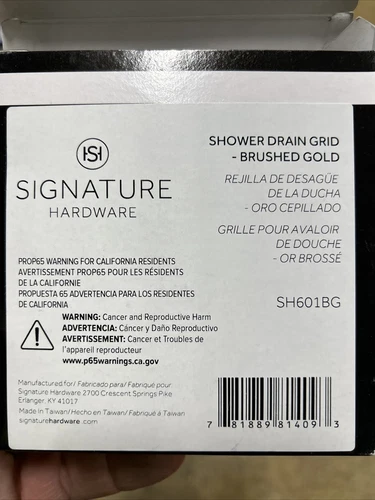 SH
SIGNATURE
HARDWARE
SHOWER DRAIN GRID
- BRUSHED GOLD
REJILLA DE DESAGÜE
DE LA DUCHA
- ORO CEPILLADO
GRILLE POUR AVALOIR
DE DOUCHE
- OR BROSSÉ
SH601BG
PROP65 WARNING FOR CALIFORNIA RESIDENTS
AVERTISSEMENT PROP65 POUR LES RÉSIDENTS
DE LA CALIFORNIE
PROPUESTA 65 ADVERTENCIA PARA LOS RESIDENTES
DE CALIFORNIA
WARNING: Cancer and Reproductive Harm
ADVERTENCIA: Cáncer y Daño Reproductivo
AVERTISSEMENT: Cancer et Troubles de
l'appareil reproducteur
www.p65warnings.ca.gov
Manufactured for/ Fabricado para/ Fabrique pour
Signature Hardware 2700 Crescent Springs Pike
Erlanger, KY 41017
Made in Taiwan/Hecho en Taiwan/ Fabriqué à Taiwan
signaturehardware .com
7 81889 81409 3